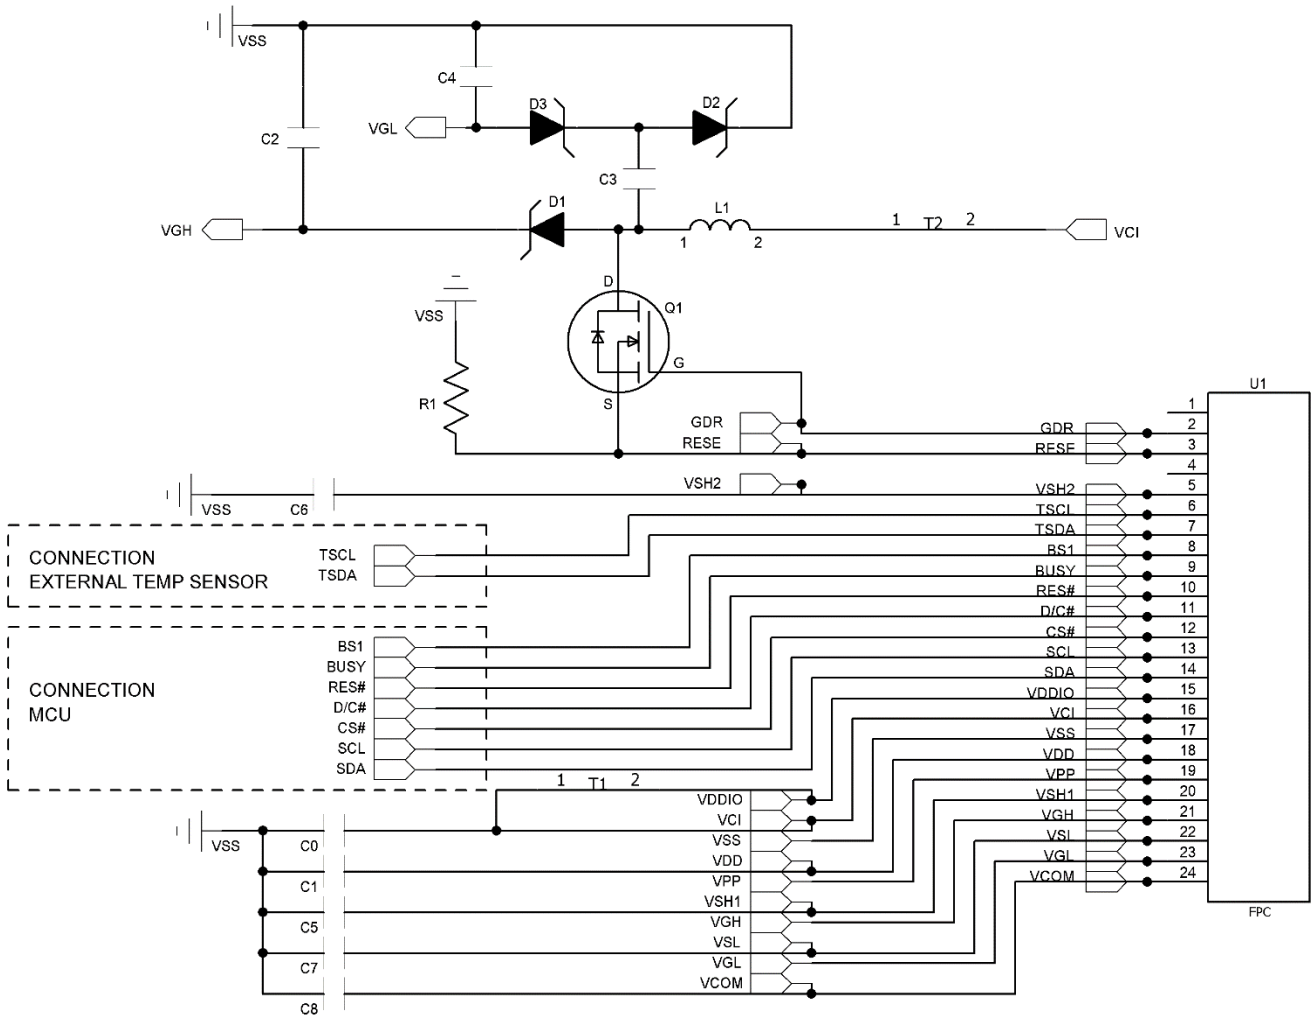 VSS
C4
D3
D2
VGL
C2
C3
D1
L1
VGH
1
2
1 T2 2
VCI
D
VSS
Q1
G
R1
S
U1
1
GDR
GDR
2
RESE
RESE
3
4
VSH2
VSH2
5
VSS
C6
TSCL
6
TSDA
7
CONNECTION
EXTERNAL TEMP SENSOR
TSCL
TSDA
BS1
8
BUSY
9
RES#
10
D/C#
11
CS#
12
CONNECTION
MCU
BS1
BUSY
RES#
D/C#
CS#
SCL
SDA
SCL
13
SDA
14
VDDIO
15
VCI
16
VSS
17
VDD
18
VPP
19
VSH1
20
VGH
21
VSL
22
VGL
23
VCOM
24
FPC
1 T1 2
VDDIO
VCI
VSS
VDD
VPP
VSH1
VGH
VSL
VGL
VCOM
VSS
C0
C1
C5
C7
C8